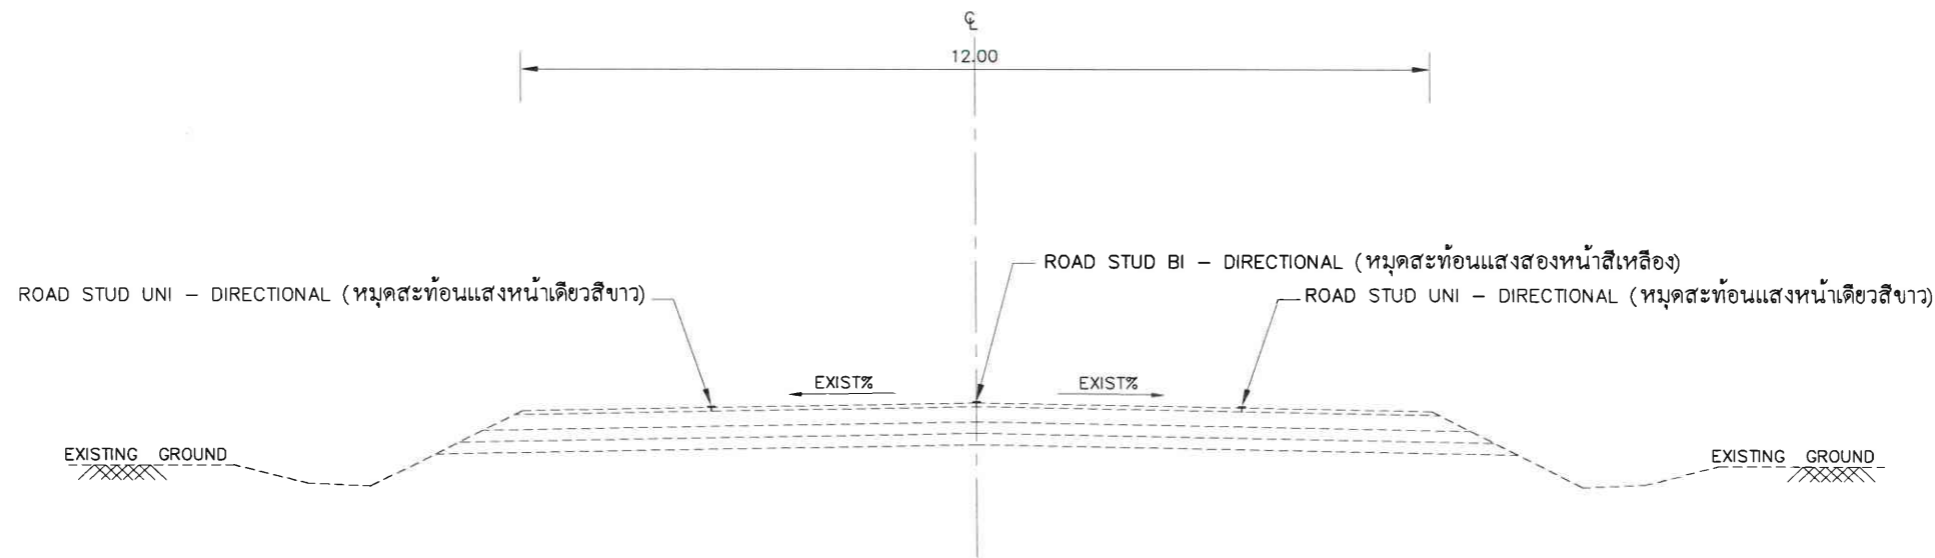 ℄
12.00
ROAD STUD BI - DIRECTIONAL (หมุดสะท้อนแสงสองหน้าสีเหลือง)
ROAD STUD UNI - DIRECTIONAL (หมุดสะท้อนแสงหน้าเดียวสีขาว)
ROAD STUD UNI - DIRECTIONAL (หมุดสะท้อนแสงหน้าเดียวสีขาว)
EXIST%
EXIST%
EXISTING GROUND
EXISTING GROUND